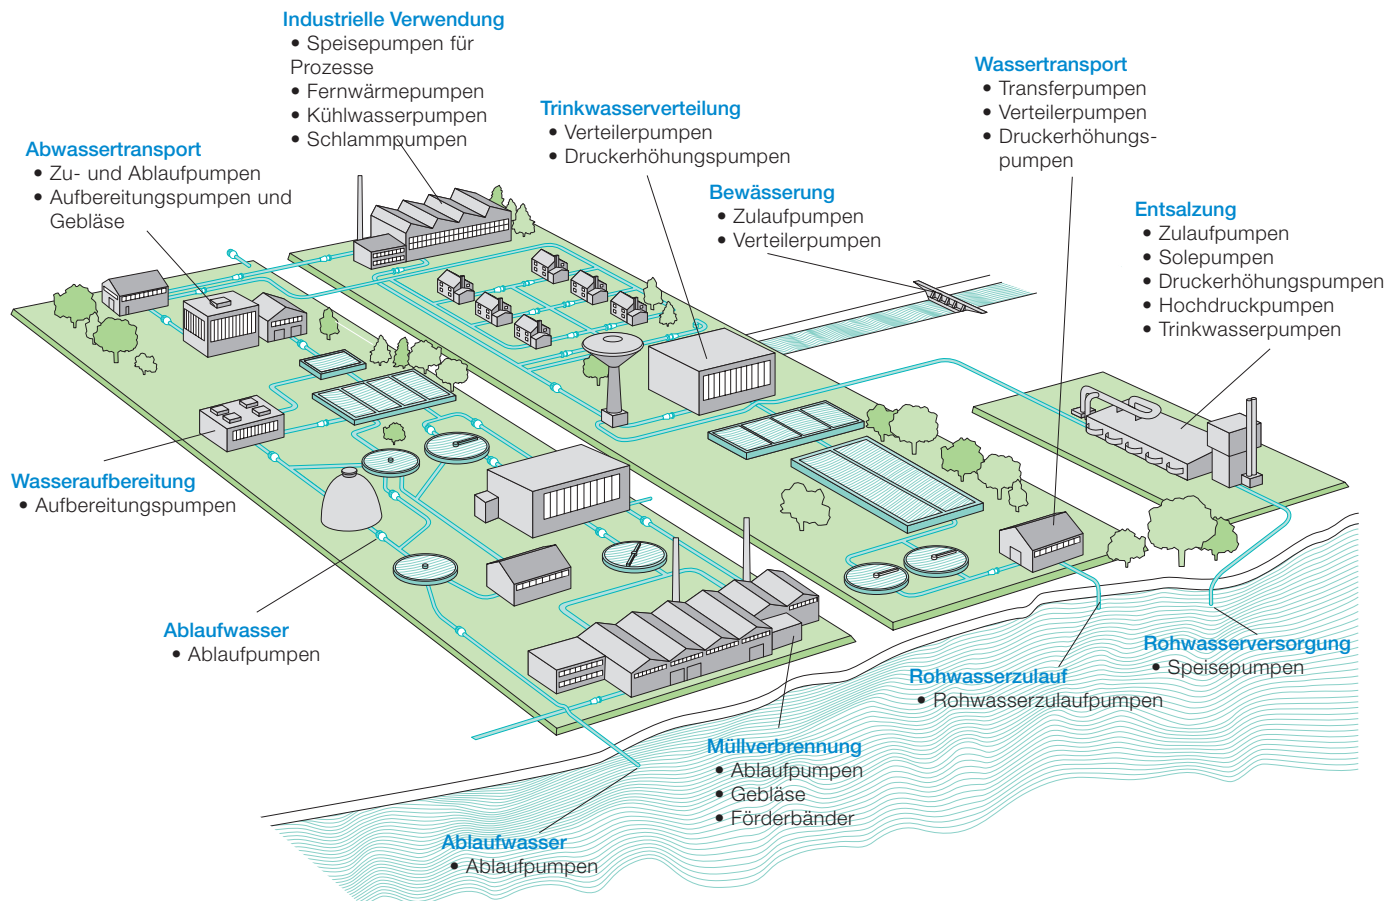 Industrielle Verwendung
• Speisepumpen für
Prozesse
• Fernwärmepumpen
• Kühlwasserpumpen
• Schlammpumpen
Wassertransport
• Transferpumpen
• Verteilerpumpen
• Druckerhöhungs-
pumpen
Trinkwasserverteilung
• Verteilerpumpen
• Druckerhöhungspumpen
Abwassertransport
• Zu- und Ablaufpumpen
• Aufbereitungspumpen und
Gebläse
Bewässerung
• Zulaufpumpen
• Verteilerpumpen
Entsalzung
• Zulaufpumpen
• Solepumpen
• Druckerhöhungspumpen
• Hochdruckpumpen
• Trinkwasserpumpen
Wasseraufbereitung
• Aufbereitungspumpen
Ablaufwasser
• Ablaufpumpen
Rohwasserversorgung
• Speisepumpen
Rohwasserzulauf
• Rohwasserzulaufpumpen
Müllverbrennung
• Ablaufpumpen
• Gebläse
• Förderbänder
Ablaufwasser
• Ablaufpumpen